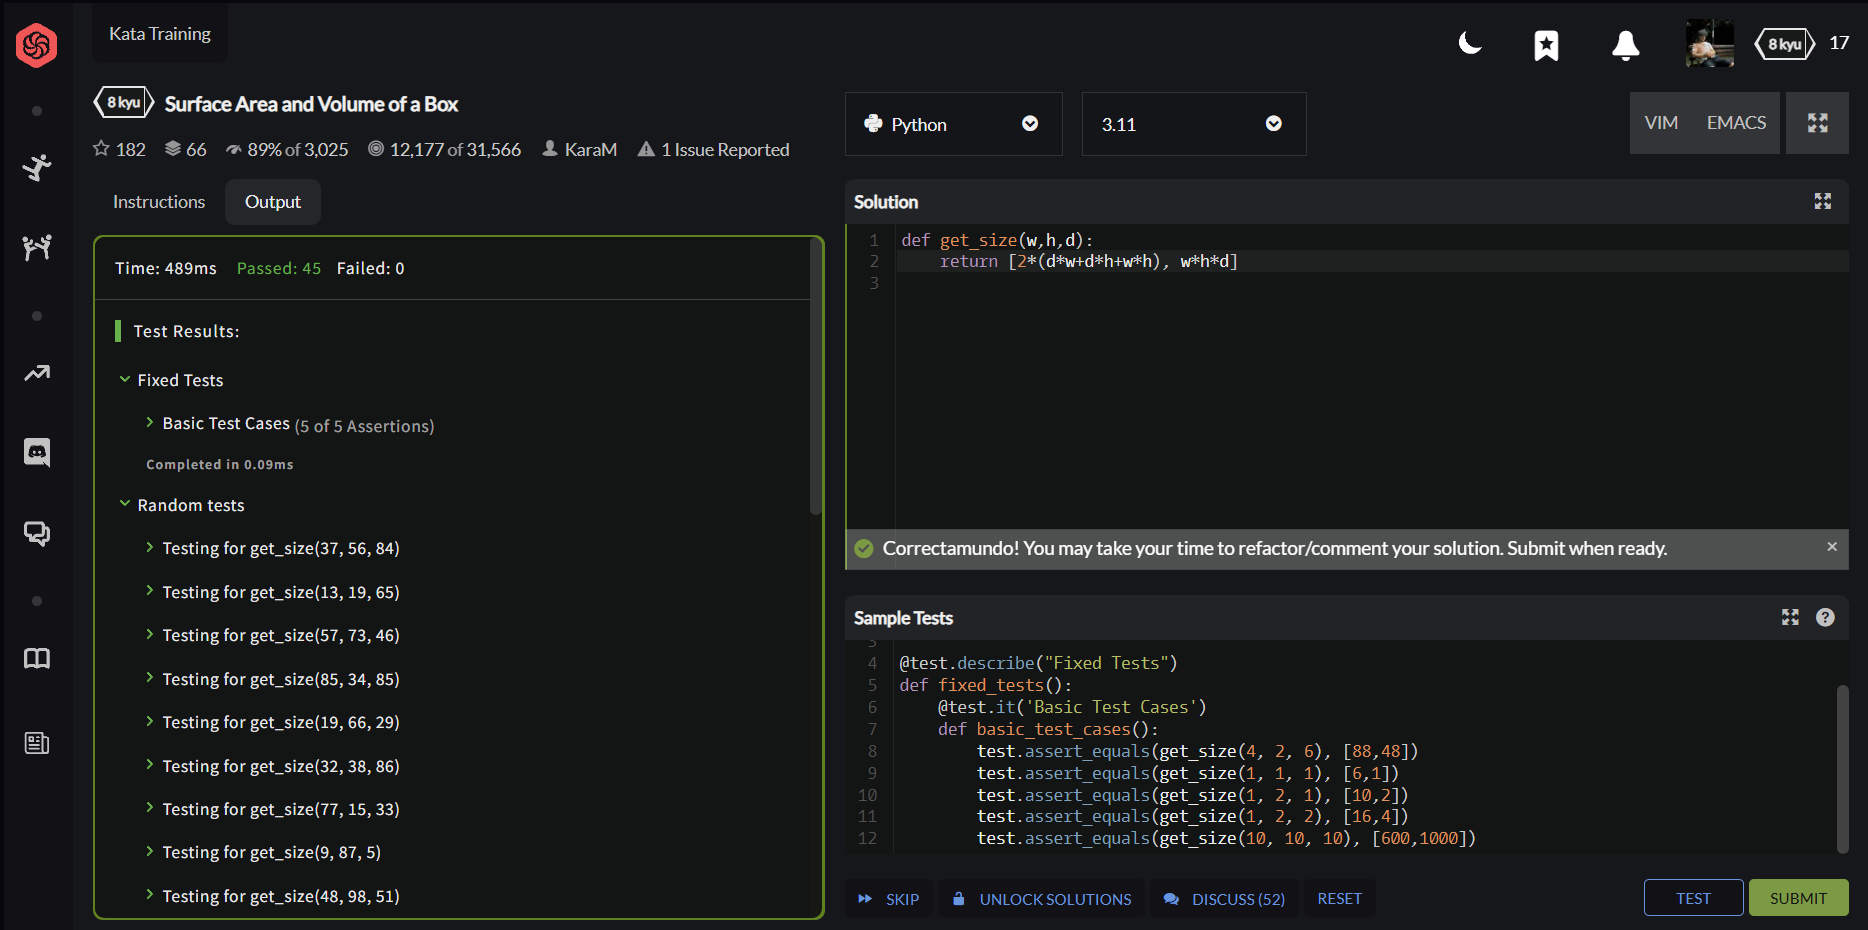 Kata Training
8 kyu
17
8 kyu
Surface Area and Volume of a Box
182
66
89% of 3,025
12,177 of 31,566
KaraM
1 Issue Reported
Python
3.11
VIM
EMACS
Instructions
Output
Time: 489ms
Passed: 45
Failed: 0
Test Results:
Fixed Tests
Basic Test Cases (5 of 5 Assertions)
Completed in 0.09ms
Random tests
Testing for get_size(37, 56, 84)
Testing for get_size(13, 19, 65)
Testing for get_size(57, 73, 46)
Testing for get_size(85, 34, 85)
Testing for get_size(19, 66, 29)
Testing for get_size(32, 38, 86)
Testing for get_size(77, 15, 33)
Testing for get_size(9, 87, 5)
Testing for get_size(48, 98, 51)
Solution
1 def get_size(w,h,d):
2     return [2*(d*w+d*h+w*h), w*h*d]
3
Correctamundo! You may take your time to refactor/comment your solution. Submit when ready.
Sample Tests
3
4 @test.describe("Fixed Tests")
5 def fixed_tests():
6     @test.it('Basic Test Cases')
7     def basic_test_cases():
8         test.assert_equals(get_size(4, 2, 6), [88,48])
9         test.assert_equals(get_size(1, 1, 1), [6,1])
10         test.assert_equals(get_size(1, 2, 1), [10,2])
11         test.assert_equals(get_size(1, 2, 2), [16,4])
12         test.assert_equals(get_size(10, 10, 10), [600,1000])
SKIP
UNLOCK SOLUTIONS
DISCUSS (52)
RESET
TEST
SUBMIT